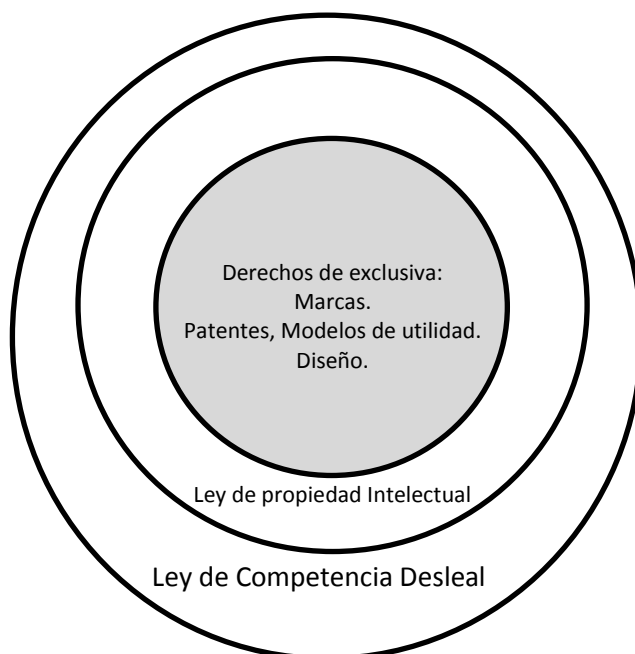 Derechos de exclusiva:
Marcas.
Patentes, Modelos de utilidad.
Diseño.
Ley de propiedad Intelectual
Ley de Competencia Desleal